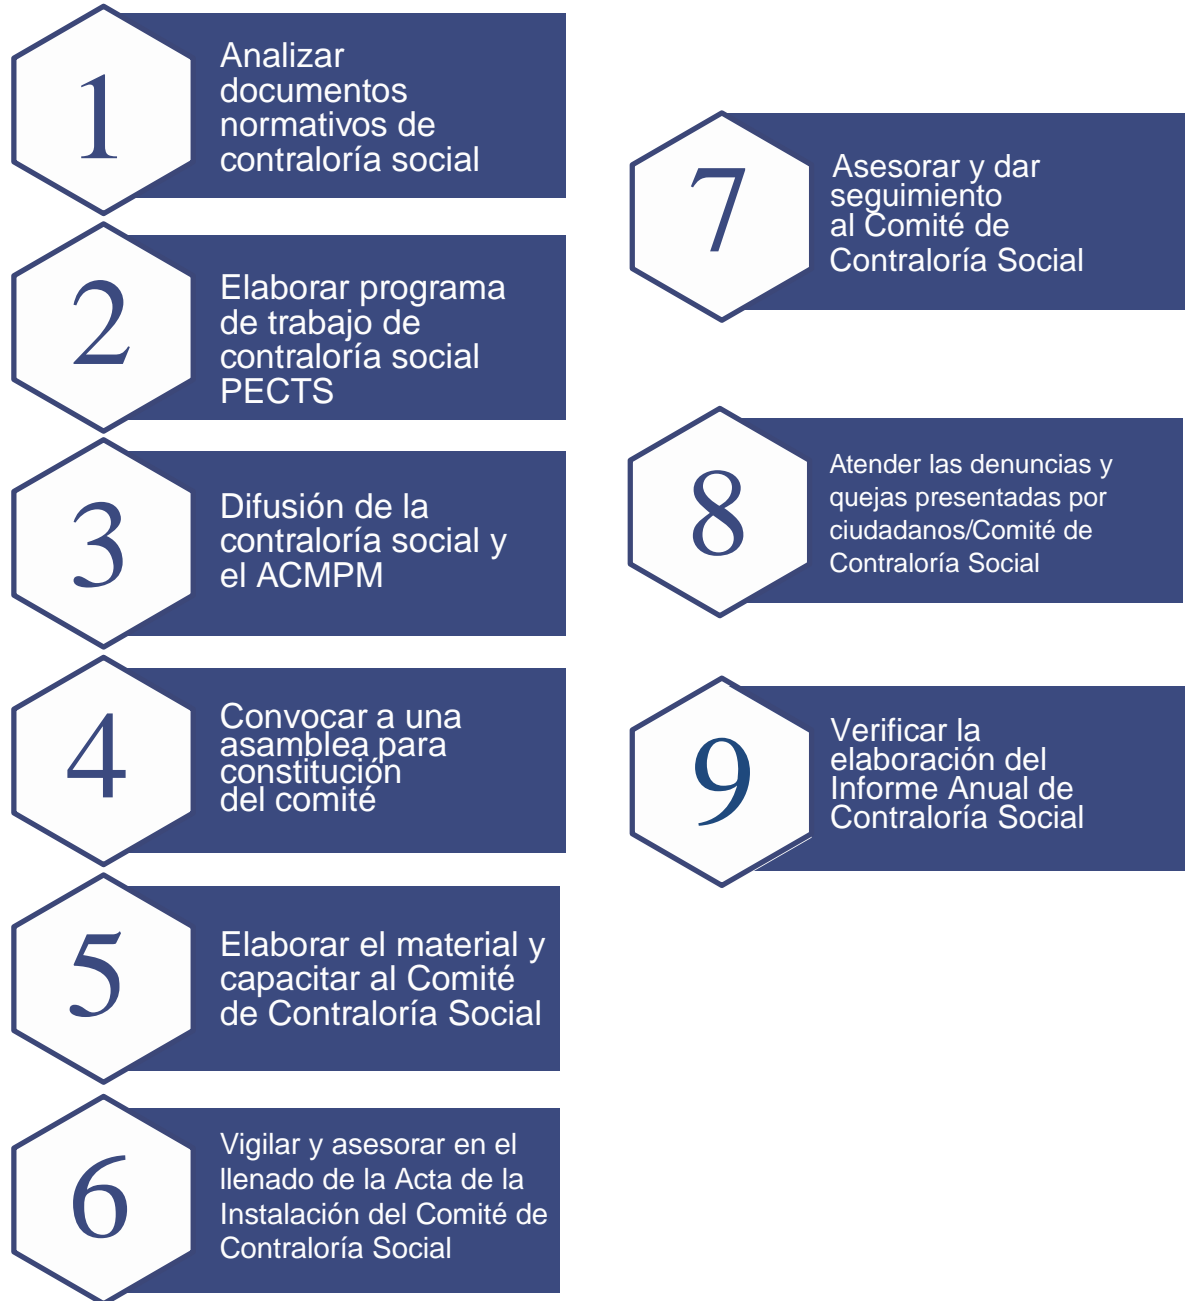 1
Analizar
documentos
normativos de
contraloría social
2
Elaborar programa
de trabajo de
contraloría social
PECTS
3
Difusión de la
contraloría social y
el ACMPM
4
Convocar a una
asamblea para
constitución
del comité
5
Elaborar el material y
capacitar al Comité
de Contraloría Social
6
Vigilar y asesorar en el
llenado de la Acta de la
Instalación del Comité de
Contraloría Social
7
Asesorar y dar
seguimiento
al Comité de
Contraloría Social
8
Atender las denuncias y
quejas presentadas por
ciudadanos/Comité de
Contraloría Social
9
Verificar la
elaboración del
Informe Anual de
Contraloría Social